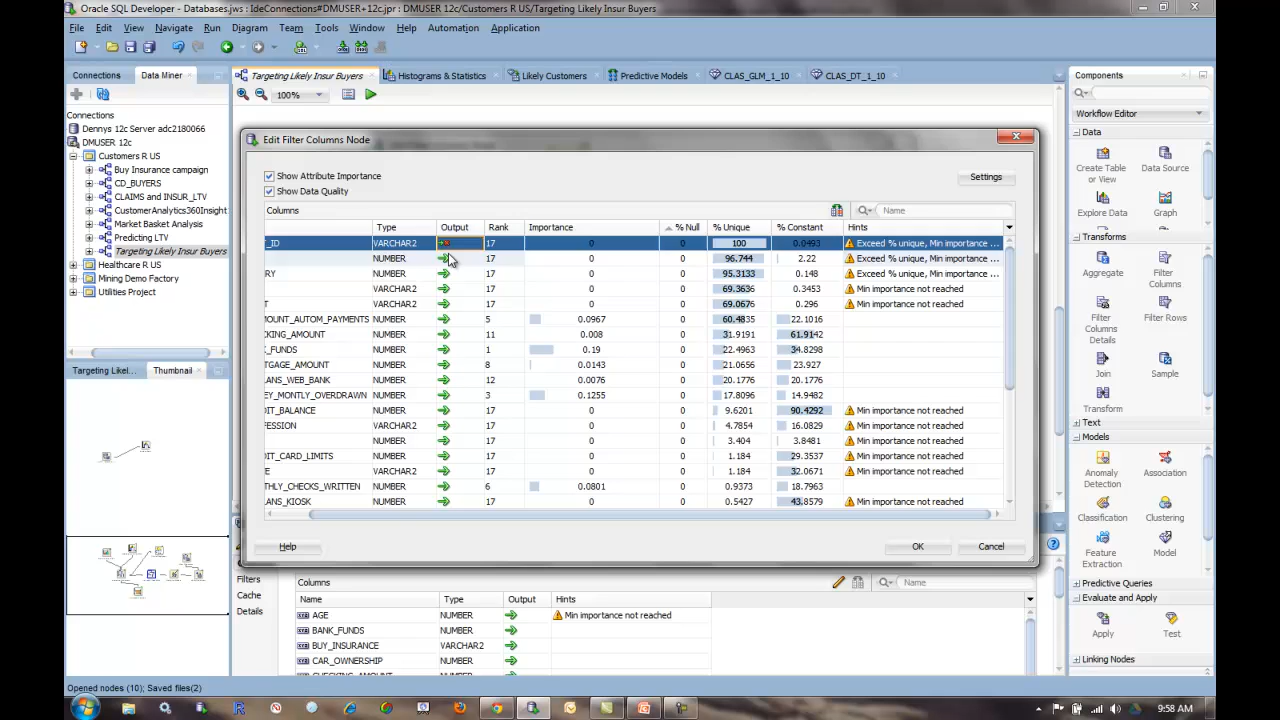 Oracle SQL Developer - Databases.jws : IdeConnections#DMUSER+12c.jpr : DMUSER 12c/Customers R US/Targeting Likely Insur Buyers
File Edit View Navigate Run Diagram Team Tools Window Help Automation Application
Connections Data Miner
Targeting Likely Insur Buyers Histograms & Statistics Likely Customers Predictive Models CLAS_GLM_1_10 CLAS_DT_1_10
100%
Connections
Dennys 12c Server adc2180066
DMUSER 12c
Customers R US
Buy Insurance campaign
CD_BUYERS
CLAIMS and INSUR_LTV
CustomerAnalytics360Insight
Market Basket Analysis
Predicting LTV
Targeting Likely Insur Buyers
Healthcare R US
Mining Demo Factory
Utilities Project
Targeting Likel... Thumbnail
Edit Filter Columns Node
Show Attribute Importance
Show Data Quality
Settings
Columns
Name
Type Output Rank Importance % Null % Unique % Constant Hints
_ID VARCHAR2 17 0 0 100 0.0493 Exceed % unique, Min importance ...
NUMBER 17 0 0 96.744 2.22 Exceed % unique, Min importance ...
RY NUMBER 17 0 0 95.3133 0.148 Exceed % unique, Min importance ...
VARCHAR2 17 0 0 69.3636 0.3453 Min importance not reached
T VARCHAR2 17 0 0 69.0676 0.296 Min importance not reached
MOUNT_AUTOM_PAYMENTS NUMBER 5 0.0967 0 60.4835 22.1016
KING_AMOUNT NUMBER 11 0.008 0 31.9191 61.9142
_FUNDS NUMBER 1 0.19 0 22.4963 34.8298
TGAGE_AMOUNT NUMBER 8 0.0143 0 21.0656 23.927
ANS_WEB_BANK NUMBER 12 0.0076 0 20.1776 20.1776
EY_MONTLY_OVERDRAWN NUMBER 3 0.1255 0 17.8096 14.9482
DIT_BALANCE NUMBER 17 0 0 9.6201 90.4292 Min importance not reached
FESSION VARCHAR2 17 0 0 4.7854 16.0829 Min importance not reached
NUMBER 17 0 0 3.404 3.8481 Min importance not reached
DIT_CARD_LIMITS NUMBER 17 0 0 1.184 29.3537 Min importance not reached
E VARCHAR2 17 0 0 1.184 32.0671 Min importance not reached
THLY_CHECKS_WRITTEN NUMBER 6 0.0801 0 0.9373 18.7963
ANS_KIOSK NUMBER 17 0 0 0.5427 43.8579 Min importance not reached
Help OK Cancel
Filters
Cache
Details
Columns
Name
Name Type Output Hints
AGE NUMBER Min importance not reached
BANK_FUNDS NUMBER
BUY_INSURANCE VARCHAR2
CAR_OWNERSHIP NUMBER
Components
Workflow Editor
Data
Create Table or View
Data Source
Explore Data
Graph
Transforms
Aggregate
Filter Columns
Filter Columns Details
Filter Rows
Join
Sample
Transform
Text
Models
Anomaly Detection
Association
Classification
Clustering
Feature Extraction
Model
Predictive Queries
Evaluate and Apply
Apply
Test
Linking Nodes
Opened nodes (10); Saved files(2)
9:58 AM